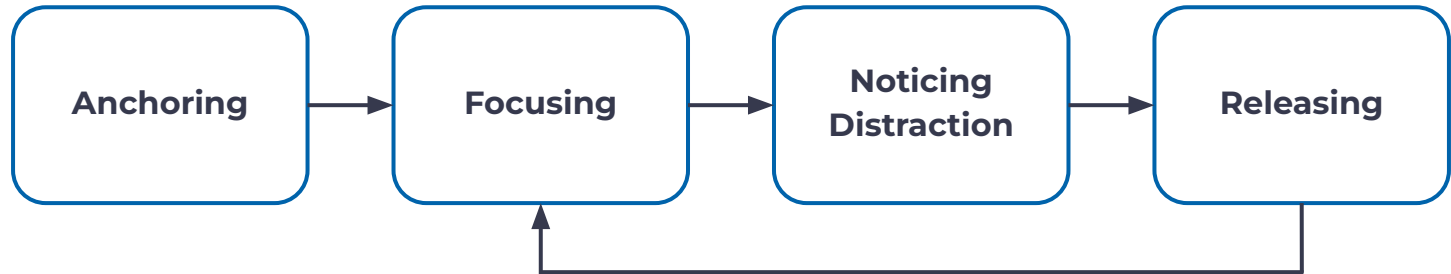 Anchoring
Focusing
Noticing
Distraction
Releasing